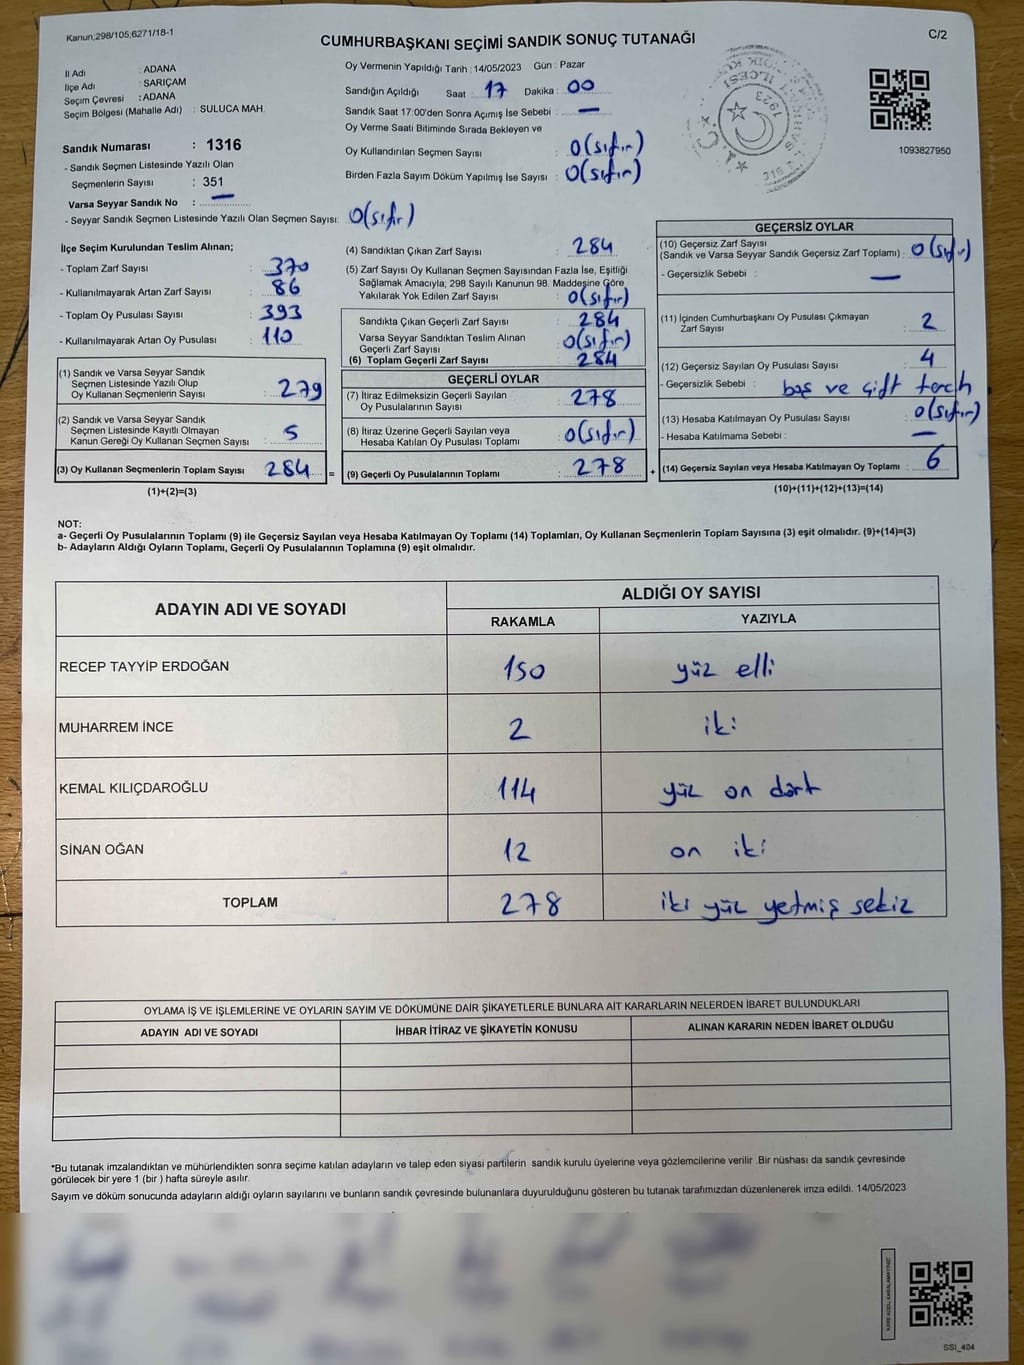 Kanun;298/105;6271/18-1
C/2
CUMHURBAŞKANI SEÇİMİ SANDIK SONUÇ TUTANAĞI
İl Adı : ADANA
İlçe Adı : SARIÇAM
Seçim Çevresi : ADANA
Seçim Bölgesi (Mahalle Adı) : SULUCA MAH.
Sandık Numarası : 1316
- Sandık Seçmen Listesinde Yazılı Olan
Seçmenlerin Sayısı : 351
Varsa Seyyar Sandık No : —
- Seyyar Sandık Seçmen Listesinde Yazılı Olan Seçmen Sayısı: 0(sıfır)
Oy Vermenin Yapıldığı Tarih : 14/05/2023 Gün : Pazar
Sandığın Açıldığı Saat : 17 Dakika : 00
Sandık Saat 17.00'den Sonra Açımış İse Sebebi : —
Oy Verme Saati Bitiminde Sırada Bekleyen ve
Oy Kullandırılan Seçmen Sayısı : 0(sıfır)
Birden Fazla Sayım Döküm Yapılmış İse Sayısı : 0(sıfır)
1093827950
İlçe Seçim Kurulundan Teslim Alınan;
- Toplam Zarf Sayısı : 370
- Kullanılmayarak Artan Zarf Sayısı : 86
- Toplam Oy Pusulası Sayısı : 393
- Kullanılmayarak Artan Oy Pusulası : 110
(1) Sandık ve Varsa Seyyar Sandık
Seçmen Listesinde Yazılı Olup
Oy Kullanan Seçmenlerin Sayısı : 279
(2) Sandık ve Varsa Seyyar Sandık
Seçmen Listesinde Kayıtlı Olmayan
Kanun Gereği Oy Kullanan Seçmen Sayısı : 5
(3) Oy Kullanan Seçmenlerin Toplam Sayısı 284 =
(1)+(2)=(3)
(4) Sandıktan Çıkan Zarf Sayısı : 284
(5) Zarf Sayısı Oy Kullanan Seçmen Sayısından Fazla İse, Eşitliği
Sağlamak Amacıyla; 298 Sayılı Kanunun 98. Maddesine Göre
Yakılarak Yok Edilen Zarf Sayısı : 0(sıfır)
Sandıkta Çıkan Geçerli Zarf Sayısı : 284
Varsa Seyyar Sandıktan Teslim Alınan
Geçerli Zarf Sayısı : 0(sıfır)
(6) Toplam Geçerli Zarf Sayısı : 284
GEÇERLİ OYLAR
(7) İtiraz Edilmeksizin Geçerli Sayılan
Oy Pusulalarının Sayısı : 278
(8) İtiraz Üzerine Geçerli Sayılan veya
Hesaba Katılan Oy Pusulası Toplamı : 0(sıfır)
(9) Geçerli Oy Pusulalarının Toplamı : 278 +
GEÇERSİZ OYLAR
(10) Geçersiz Zarf Sayısı
(Sandık ve Varsa Seyyar Sandık Geçersiz Zarf Toplamı) : 0(sıfır)
- Geçersizlik Sebebi : —
(11) İçinden Cumhurbaşkanı Oy Pusulası Çıkmayan
Zarf Sayısı : 2
(12) Geçersiz Sayılan Oy Pusulası Sayısı : 4
- Geçersizlik Sebebi : boş ve çift tercih
(13) Hesaba Katılmayan Oy Pusulası Sayısı : 0(sıfır)
- Hesaba Katılmama Sebebi : —
(14) Geçersiz Sayılan veya Hesaba Katılmayan Oy Toplamı : 6
(10)+(11)+(12)+(13)=(14)
NOT:
a- Geçerli Oy Pusulalarının Toplamı (9) ile Geçersiz Sayılan veya Hesaba Katılmayan Oy Toplamı (14) Toplamları, Oy Kullanan Seçmenlerin Toplam Sayısına (3) eşit olmalıdır. (9)+(14)=(3)
b- Adayların Aldığı Oyların Toplamı, Geçerli Oy Pusulalarının Toplamına (9) eşit olmalıdır.
ADAYIN ADI VE SOYADI ALDIĞI OY SAYISI
RAKAMLA YAZIYLA
RECEP TAYYİP ERDOĞAN 150 yüz elli
MUHARREM İNCE 2 iki
KEMAL KILIÇDAROĞLU 114 yüz on dört
SİNAN OĞAN 12 on iki
TOPLAM 278 iki yüz yetmiş sekiz
OYLAMA İŞ VE İŞLEMLERİNE VE OYLARIN SAYIM VE DÖKÜMÜNE DAİR ŞİKAYETLERLE BUNLARA AİT KARARLARIN NELERDEN İBARET BULUNDUKLARI
ADAYIN ADI VE SOYADI İHBAR İTİRAZ VE ŞİKAYETİN KONUSU ALINAN KARARIN NEDEN İBARET OLDUĞU
*Bu tutanak imzalandıktan ve mühürlendikten sonra seçime katılan adayların ve talep eden siyasi partilerin sandık kurulu üyelerine veya gözlemcilerine verilir .Bir nüshası da sandık çevresinde
görülecek bir yere 1 (bir ) hafta süreyle asılır.
Sayım ve döküm sonucunda adayların aldığı oyların sayılarını ve bunların sandık çevresinde bulunanlara duyurulduğunu gösteren bu tutanak tarafımızdan düzenlenerek imza edildi. 14/05/2023
KARE KODU KARALAMAYINIZ!
SSI_404